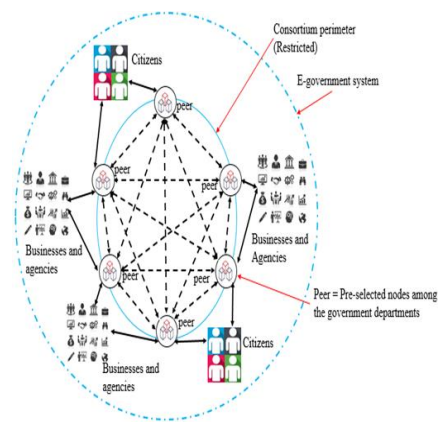 Consortium perimeter
(Restricted)
Citizens
E-government system
peer
peer
peer
Businesses and
agencies
Businesses and
Agencies
peer
peer
Peer = Pre-selected nodes among
the government departments
peer
Citizens
Businesses and
agencies